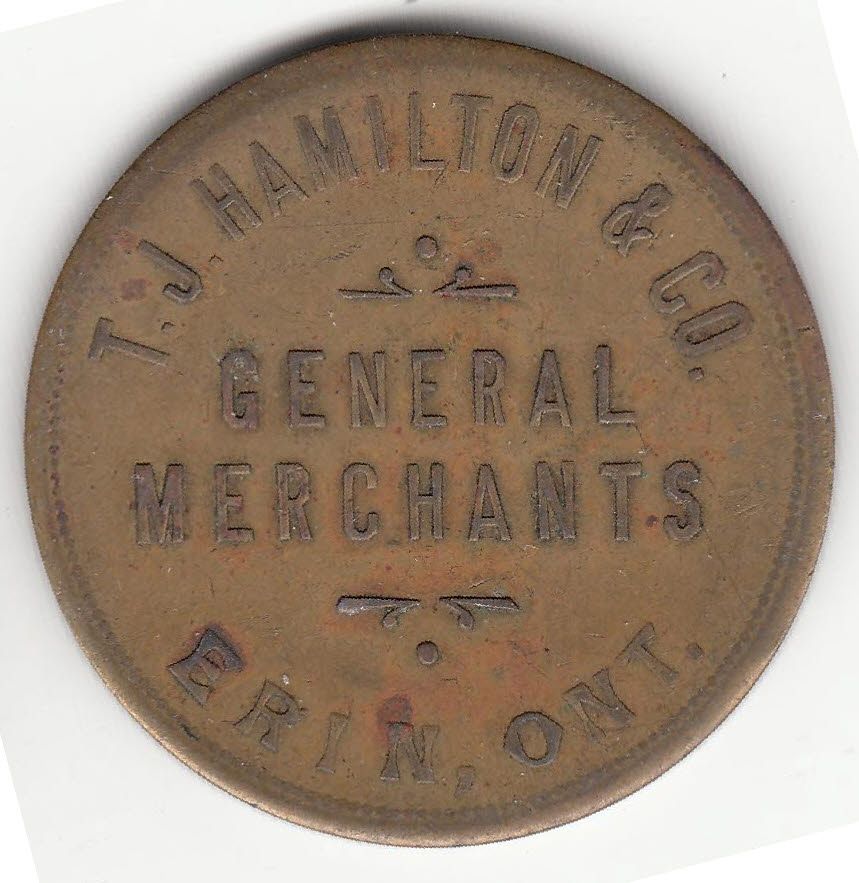 T. J. HAMILTON & CO.
GENERAL
MERCHANTS
ERIN, ONT.